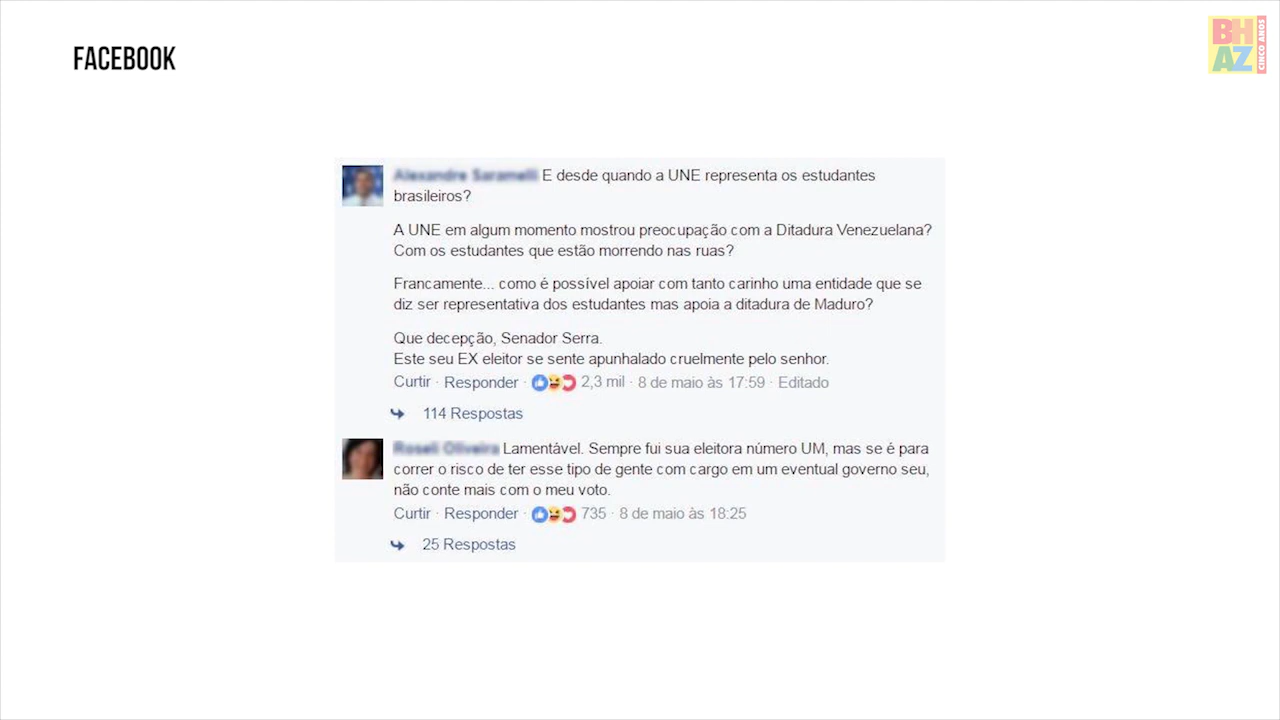 FACEBOOK
BH
AZ
CINCO ANOS
E desde quando a UNE representa os estudantes
brasileiros?
A UNE em algum momento mostrou preocupação com a Ditadura Venezuelana?
Com os estudantes que estão morrendo nas ruas?
Francamente... como é possível apoiar com tanto carinho uma entidade que se
diz ser representativa dos estudantes mas apoia a ditadura de Maduro?
Que decepção, Senador Serra.
Este seu EX eleitor se sente apunhalado cruelmente pelo senhor.
Curtir · Responder · 2,3 mil · 8 de maio às 17:59 · Editado
114 Respostas
Lamentável. Sempre fui sua eleitora número UM, mas se é para
correr o risco de ter esse tipo de gente com cargo em um eventual governo seu,
não conte mais com o meu voto.
Curtir · Responder · 735 · 8 de maio às 18:25
25 Respostas